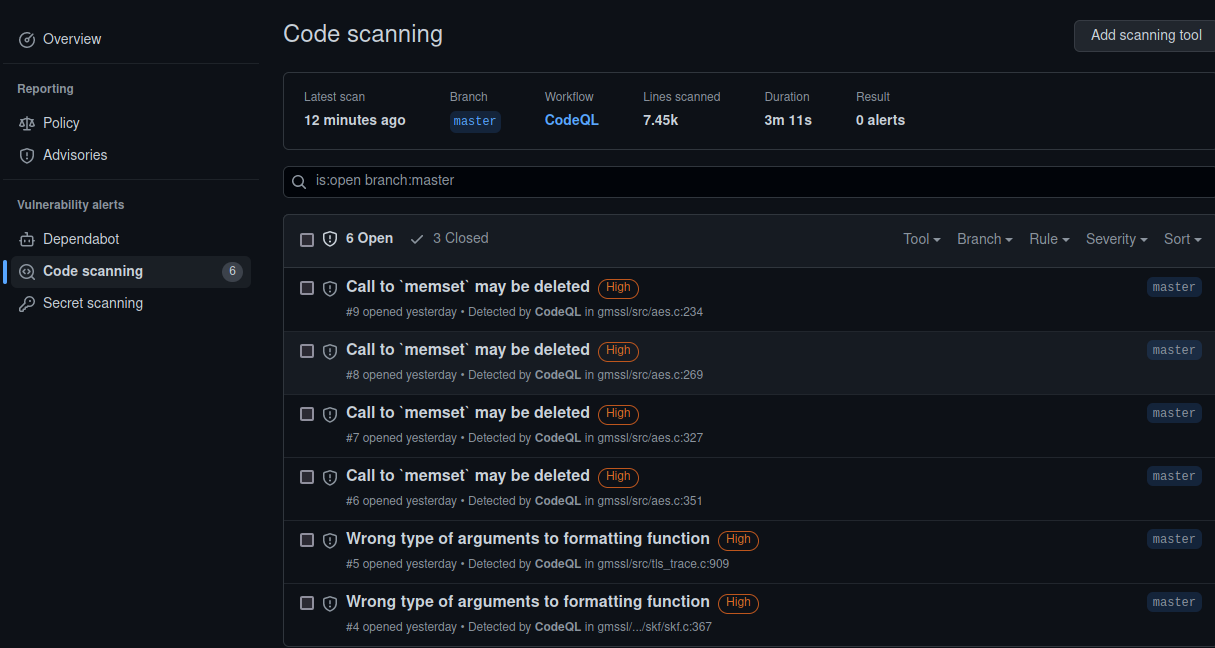 Overview
Reporting
Policy
Advisories
Vulnerability alerts
Dependabot
Code scanning 6
Secret scanning
Code scanning
Add scanning tool
Latest scan Branch Workflow Lines scanned Duration Result
12 minutes ago master CodeQL 7.45k 3m 11s 0 alerts
is:open branch:master
6 Open 3 Closed Tool Branch Rule Severity Sort
Call to `memset` may be deleted High master
#9 opened yesterday • Detected by CodeQL in gmssl/src/aes.c:234
Call to `memset` may be deleted High master
#8 opened yesterday • Detected by CodeQL in gmssl/src/aes.c:269
Call to `memset` may be deleted High master
#7 opened yesterday • Detected by CodeQL in gmssl/src/aes.c:327
Call to `memset` may be deleted High master
#6 opened yesterday • Detected by CodeQL in gmssl/src/aes.c:351
Wrong type of arguments to formatting function High master
#5 opened yesterday • Detected by CodeQL in gmssl/src/tls_trace.c:909
Wrong type of arguments to formatting function High master
#4 opened yesterday • Detected by CodeQL in gmssl/.../skf/skf.c:367